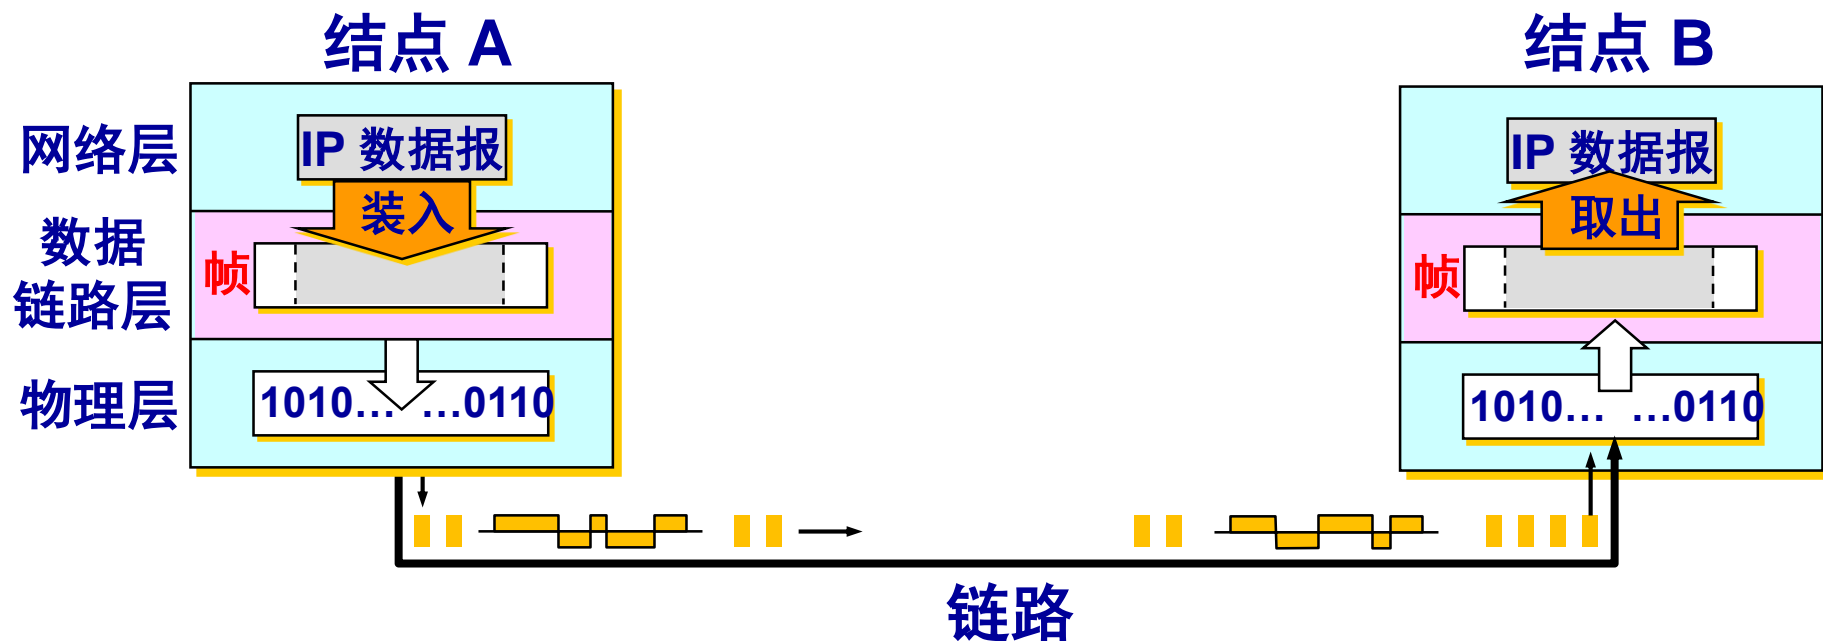 结点 A
结点 B
网络层
IP 数据报
IP 数据报
装入
取出
数据
链路层
帧
帧
物理层
1010… …0110
1010… …0110
链路